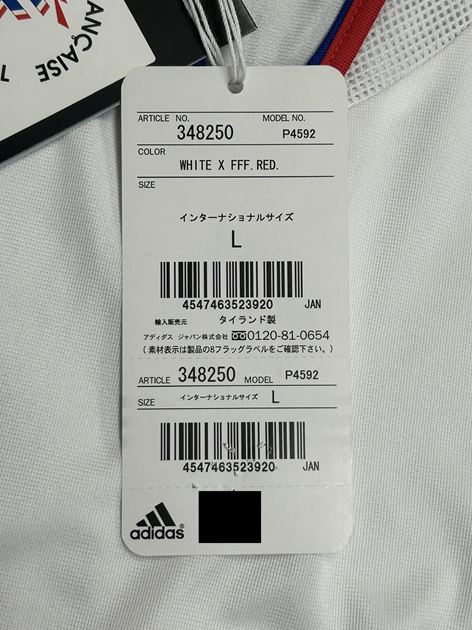 ÇAISE
ARTICLE NO. 348250 MODEL NO. P4592
COLOR
WHITE X FFF.RED.
SIZE
インターナショナルサイズ
L
4547463523920 JAN
輸入販売元 タイランド製
アディダス ジャパン株式会社 0120-81-0654
(素材表示は製品の8フラッグラベルをご確認下さい。)
ARTICLE 348250 MODEL P4592
SIZE インターナショナルサイズ L
4547463523920 JAN
adidas